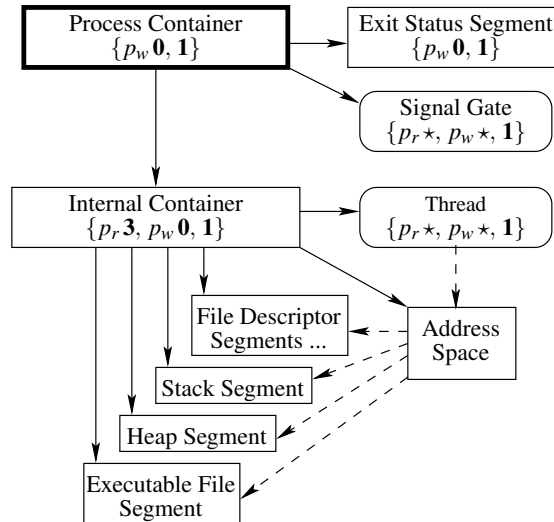 Process Container
{p_w 0, 1}
Exit Status Segment
{p_w 0, 1}
Signal Gate
{p_r ⋆, p_w ⋆, 1}
Internal Container
{p_r 3, p_w 0, 1}
Thread
{p_r ⋆, p_w ⋆, 1}
File Descriptor
Segments ...
Address
Space
Stack Segment
Heap Segment
Executable File
Segment